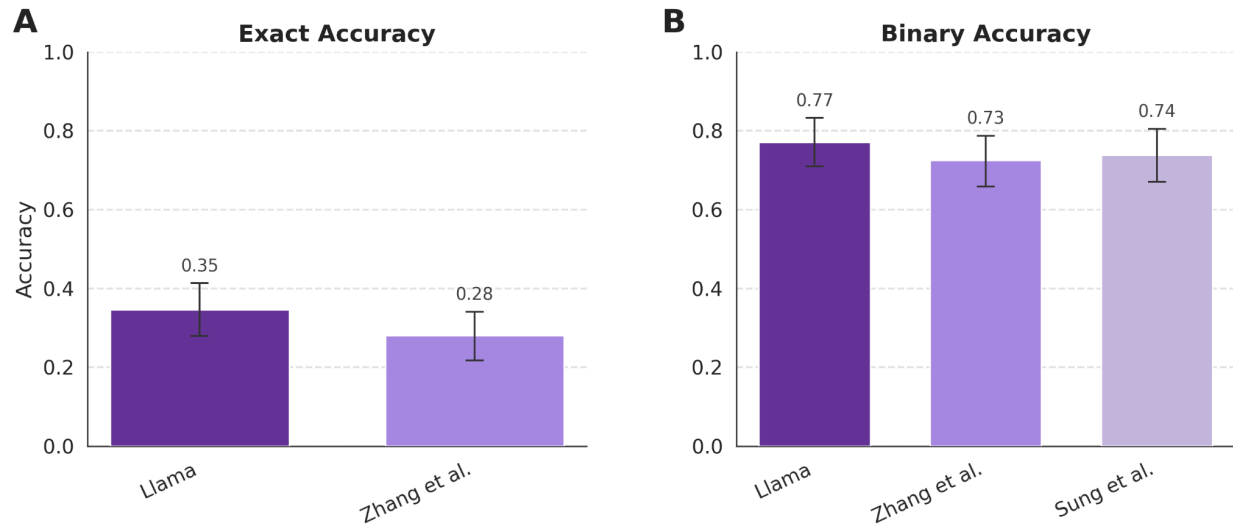 A
Exact Accuracy
Accuracy
1.0
0.8
0.6
0.4
0.2
0.0
0.35
0.28
Llama
Zhang et al.
B
Binary Accuracy
1.0
0.8
0.6
0.4
0.2
0.0
0.77
0.73
0.74
Llama
Zhang et al.
Sung et al.